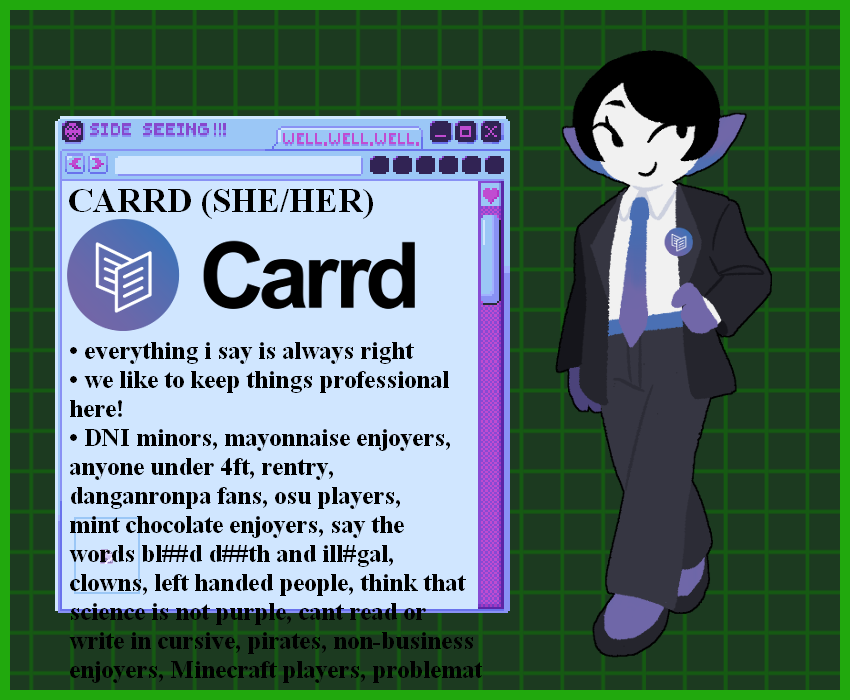 SIDE SEEING!!!
WELL.WELL.WELL.
CARRD (SHE/HER)
Carrd
• everything i say is always right
• we like to keep things professional
here!
• DNI minors, mayonnaise enjoyers,
anyone under 4ft, rentry,
danganronpa fans, osu players,
mint chocolate enjoyers, say the
words bl##d d##th and ill#gal,
clowns, left handed people, think that
science is not purple, cant read or
write in cursive, pirates, non-business
enjoyers, Minecraft players, problemat